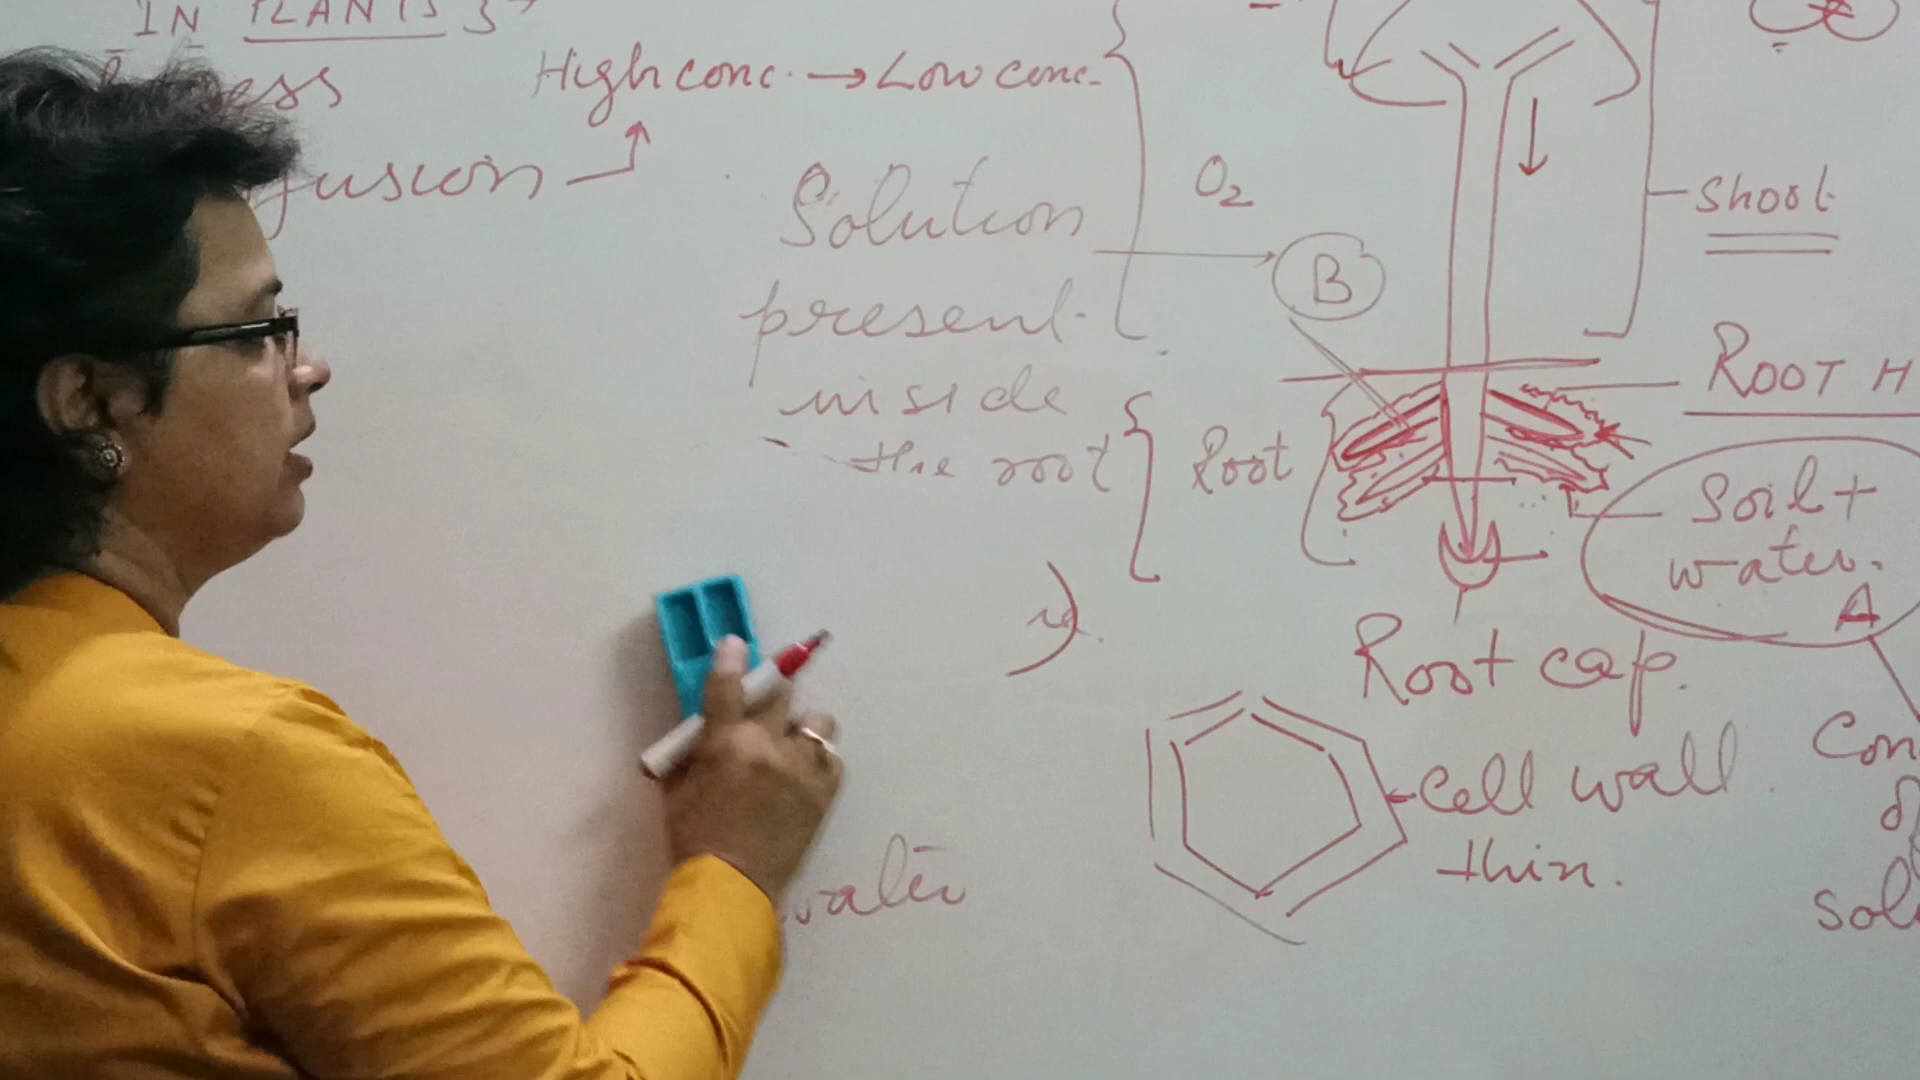 IN PLANTS }
High conc. → Low conc.
fusion
Solution
present
inside
the root
O2
B
Shoot
ROOT H
Root
Soil +
water.
A
Root cap.
Cell wall
thin.
Con
of
sol
water